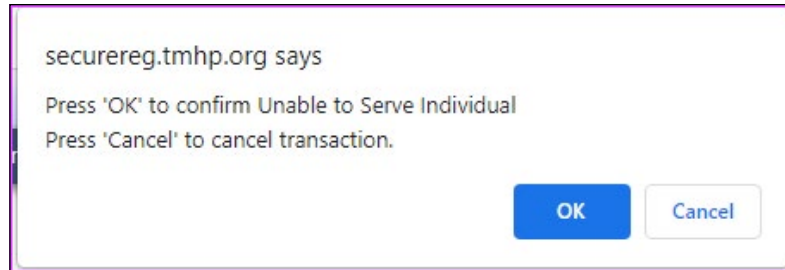 securereg.tmhp.org says
Press 'OK' to confirm Unable to Serve Individual
Press 'Cancel' to cancel transaction.
OK
Cancel